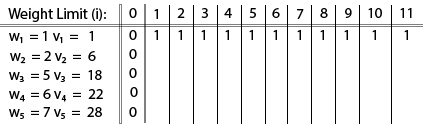 Weight Limit (i): 0 1 2 3 4 5 6 7 8 9 10 11
w₁ = 1 v₁ = 1 0 1 1 1 1 1 1 1 1 1 1 1
w₂ = 2 v₂ = 6 0
w₃ = 5 v₃ = 18 0
w₄ = 6 v₄ = 22 0
w₅ = 7 v₅ = 28 0